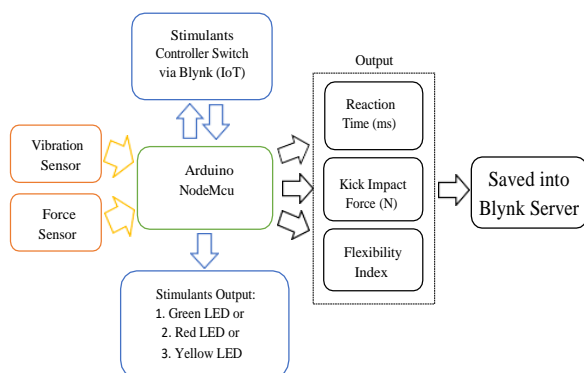 Stimulants
Controller Switch
via Blynk (IoT)
Output
Vibration
Sensor
Force
Sensor
Arduino
NodeMcu
Reaction
Time (ms)
Kick Impact
Force (N)
Flexibility
Index
Saved into
Blynk Server
Stimulants Output:
1. Green LED or
2. Red LED or
3. Yellow LED